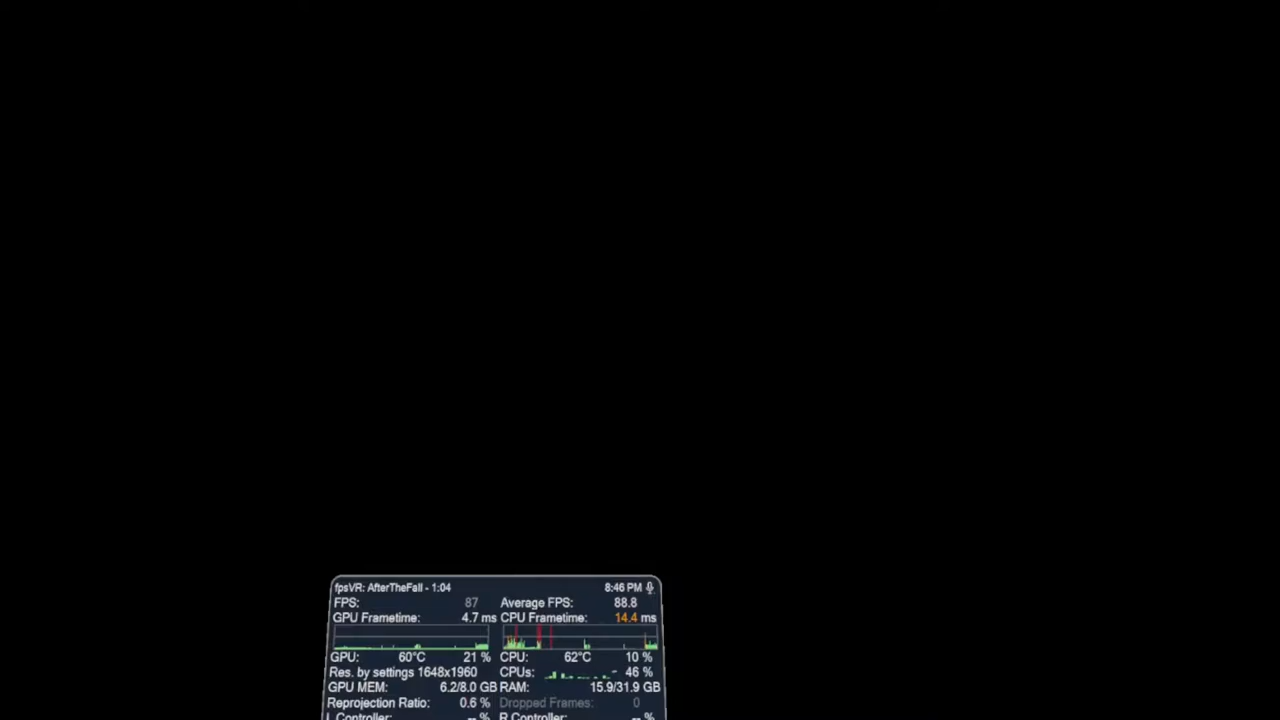 fpsVR: AfterTheFall - 1:04 8:46 PM
FPS: 87 Average FPS: 88.8
GPU Frametime: 4.7 ms CPU Frametime: 14.4 ms
GPU: 60°C 21 % CPU: 62°C 10 %
Res. by settings 1648x1960 CPUs: 46 %
GPU MEM: 6.2/8.0 GB RAM: 15.9/31.9 GB
Reprojection Ratio: 0.6 % Dropped Frames: 0
L Controller: -- % R Controller: -- %